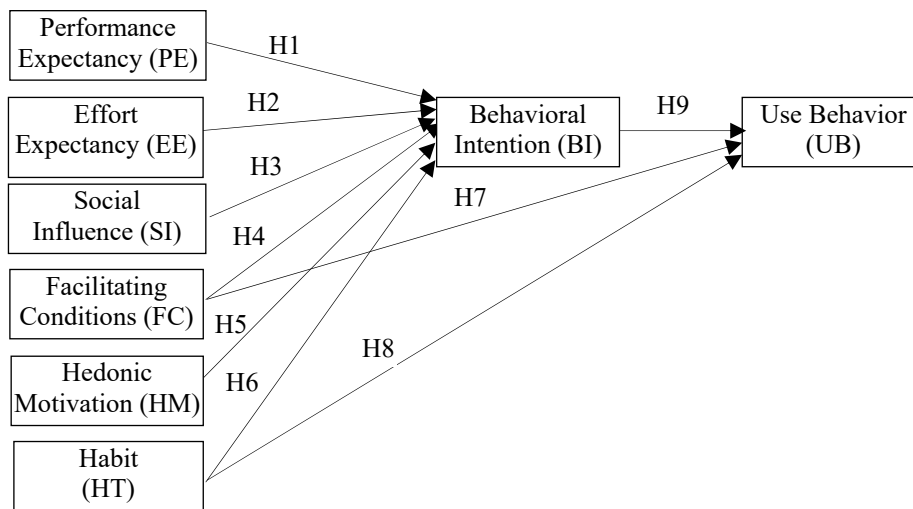 Performance
Expectancy (PE)
H1
Effort
Expectancy (EE)
H2
Social
Influence (SI)
H3
Facilitating
Conditions (FC)
H4
Hedonic
Motivation (HM)
H5
Habit
(HT)
H6
Behavioral
Intention (BI)
H9
H7
H8
Use Behavior
(UB)